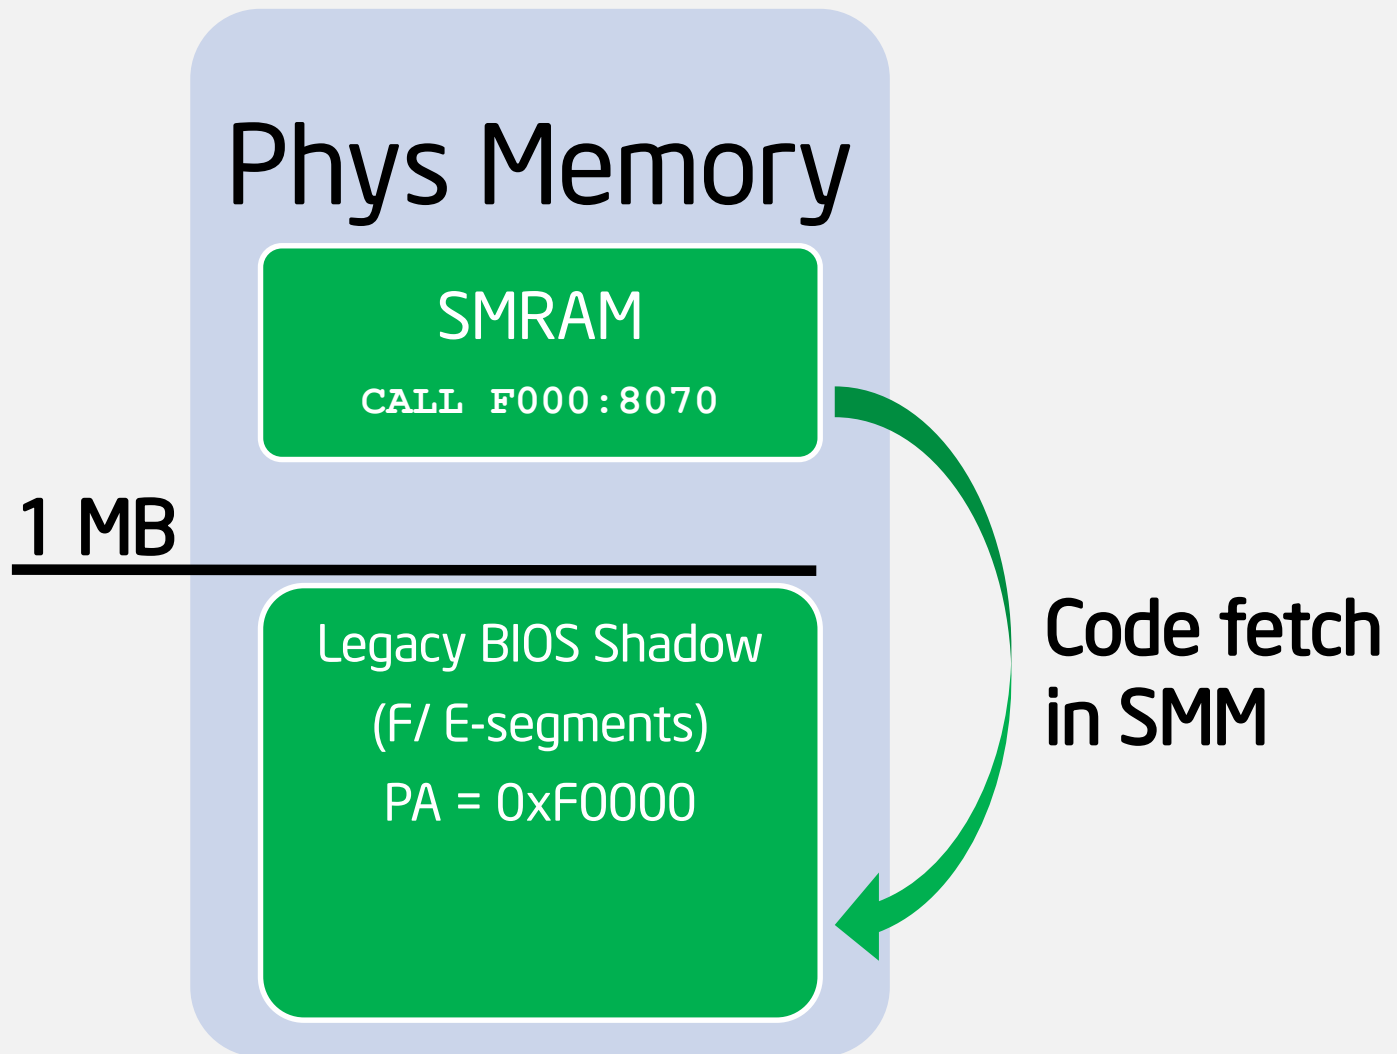 Phys Memory
SMRAM
CALL F000:8070
1 MB
Legacy BIOS Shadow
(F/ E-segments)
PA = 0xF0000
Code fetch
in SMM